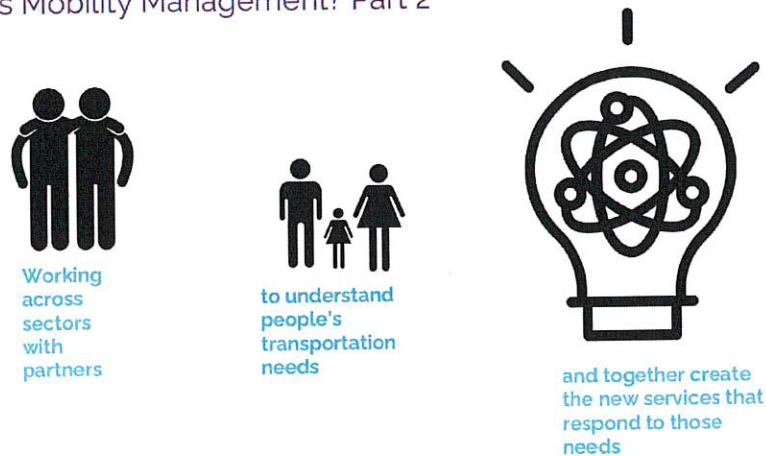 s Mobility Management? Part 2
Working
across
sectors
with
partners
to understand
people's
transportation
needs
and together create
the new services that
respond to those
needs